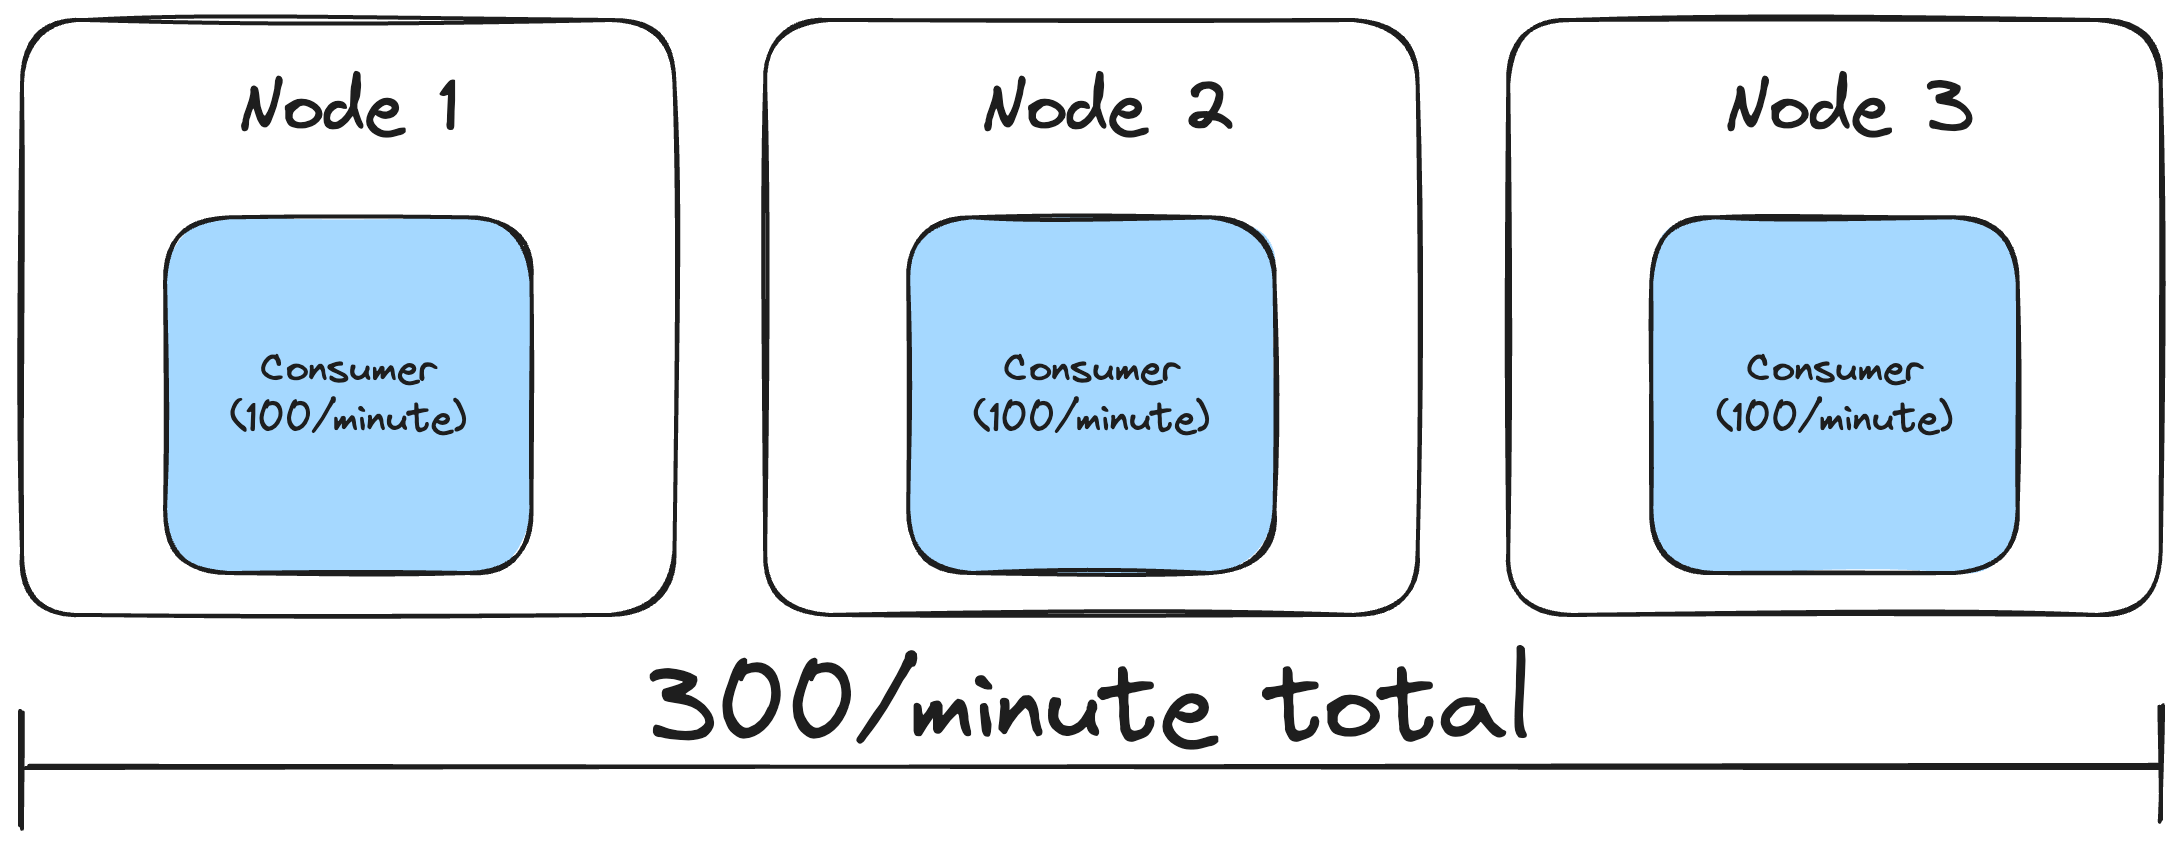 Node 1
Node 2
Node 3
Consumer
(100/minute)
Consumer
(100/minute)
Consumer
(100/minute)
300/minute total